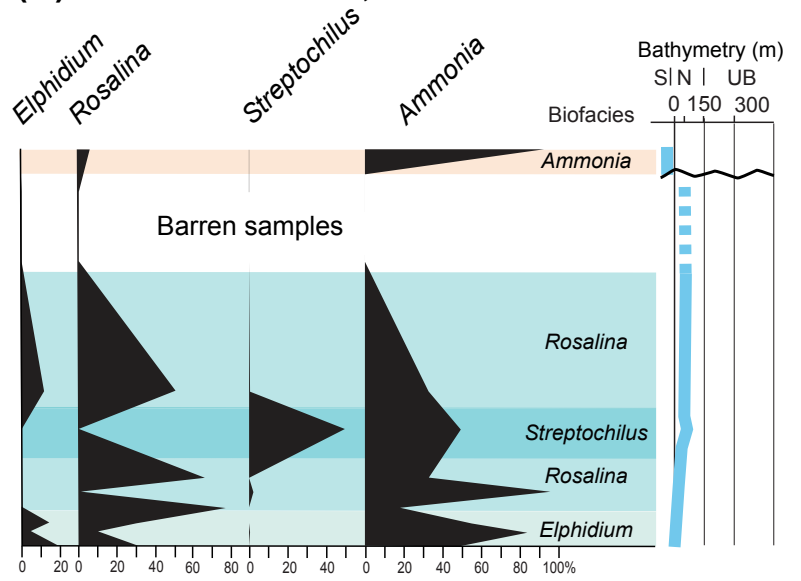 Elphidium
Rosalina
Streptochilus
Ammonia
Biofacies
Bathymetry (m)
S N UB
0 150 300
Ammonia
Barren samples
Rosalina
Streptochilus
Rosalina
Elphidium
0 20 0 20 40 60 80 0 20 40 0 20 40 60 80 100%